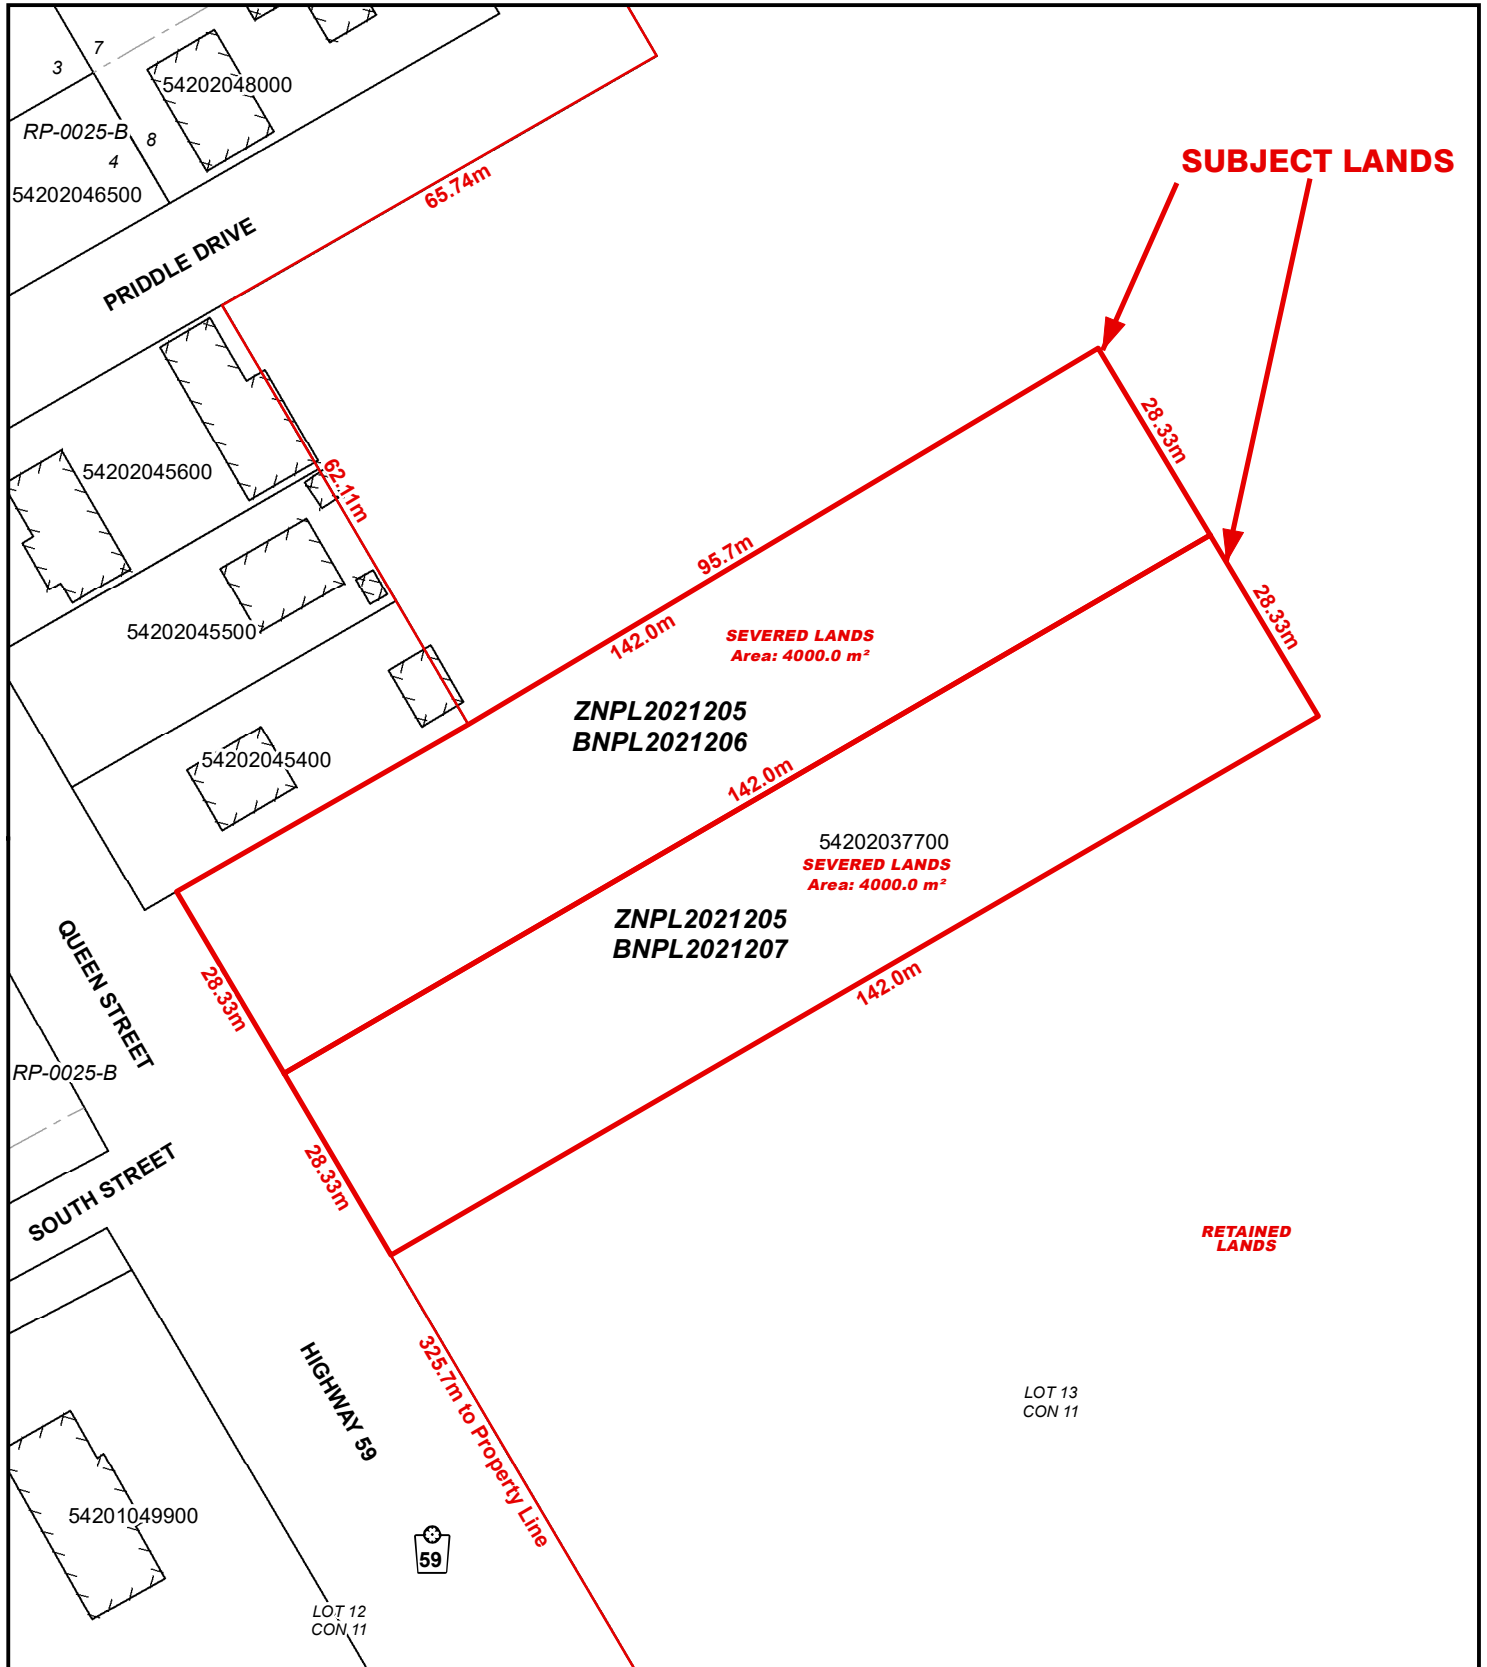 7
3
54202048000
RP-0025-B
8
4
54202046500
SUBJECT LANDS
65.74m
PRIDDLE DRIVE
28.33m
54202045600
62.11m
95.7m
28.33m
54202045500
142.0m
SEVERED LANDS
Area: 4000.0 m²
ZNPL2021205
BNPL2021206
54202045400
142.0m
54202037700
SEVERED LANDS
Area: 4000.0 m²
ZNPL2021205
BNPL2021207
QUEEN STREET
28.33m
142.0m
RP-0025-B
SOUTH STREET
28.33m
RETAINED
LANDS
325.7m to Property Line
HIGHWAY 59
LOT 13
CON 11
54201049900
59
LOT 12
CON 11